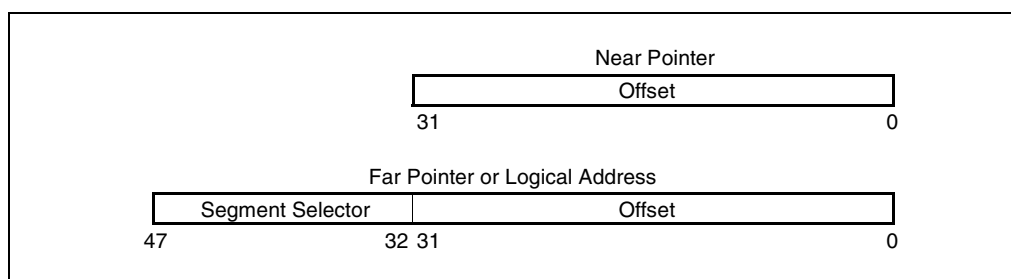 Near Pointer
Offset
31 0
Far Pointer or Logical Address
Segment Selector Offset
47 32 31 0